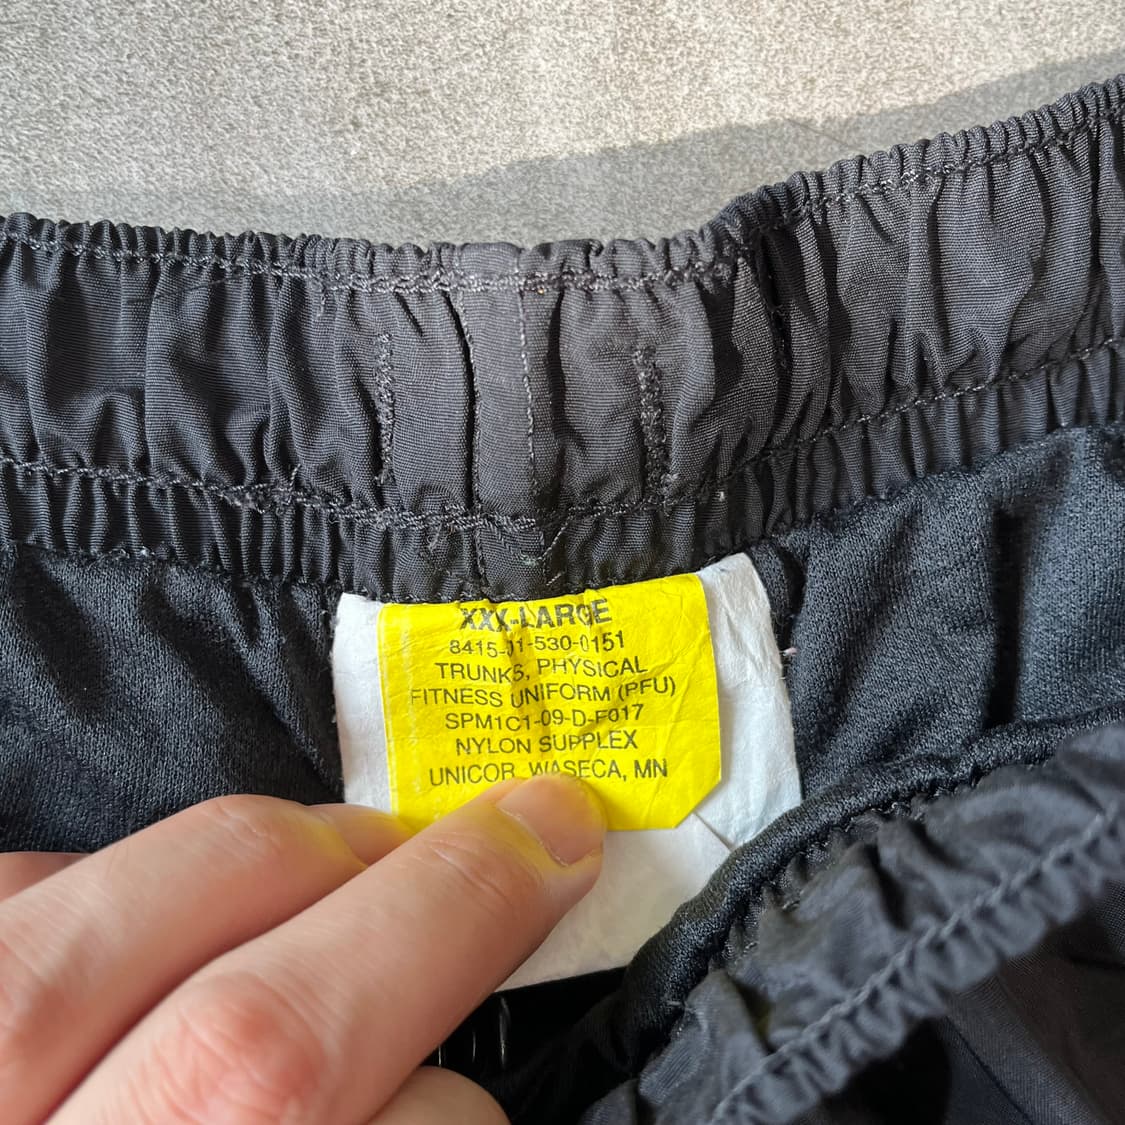 XXX-LARGE
8415-01-530-0151
TRUNKS, PHYSICAL
FITNESS UNIFORM (PFU)
SPM1C1-09-D-F017
NYLON SUPPLEX
UNICOR, WASECA, MN